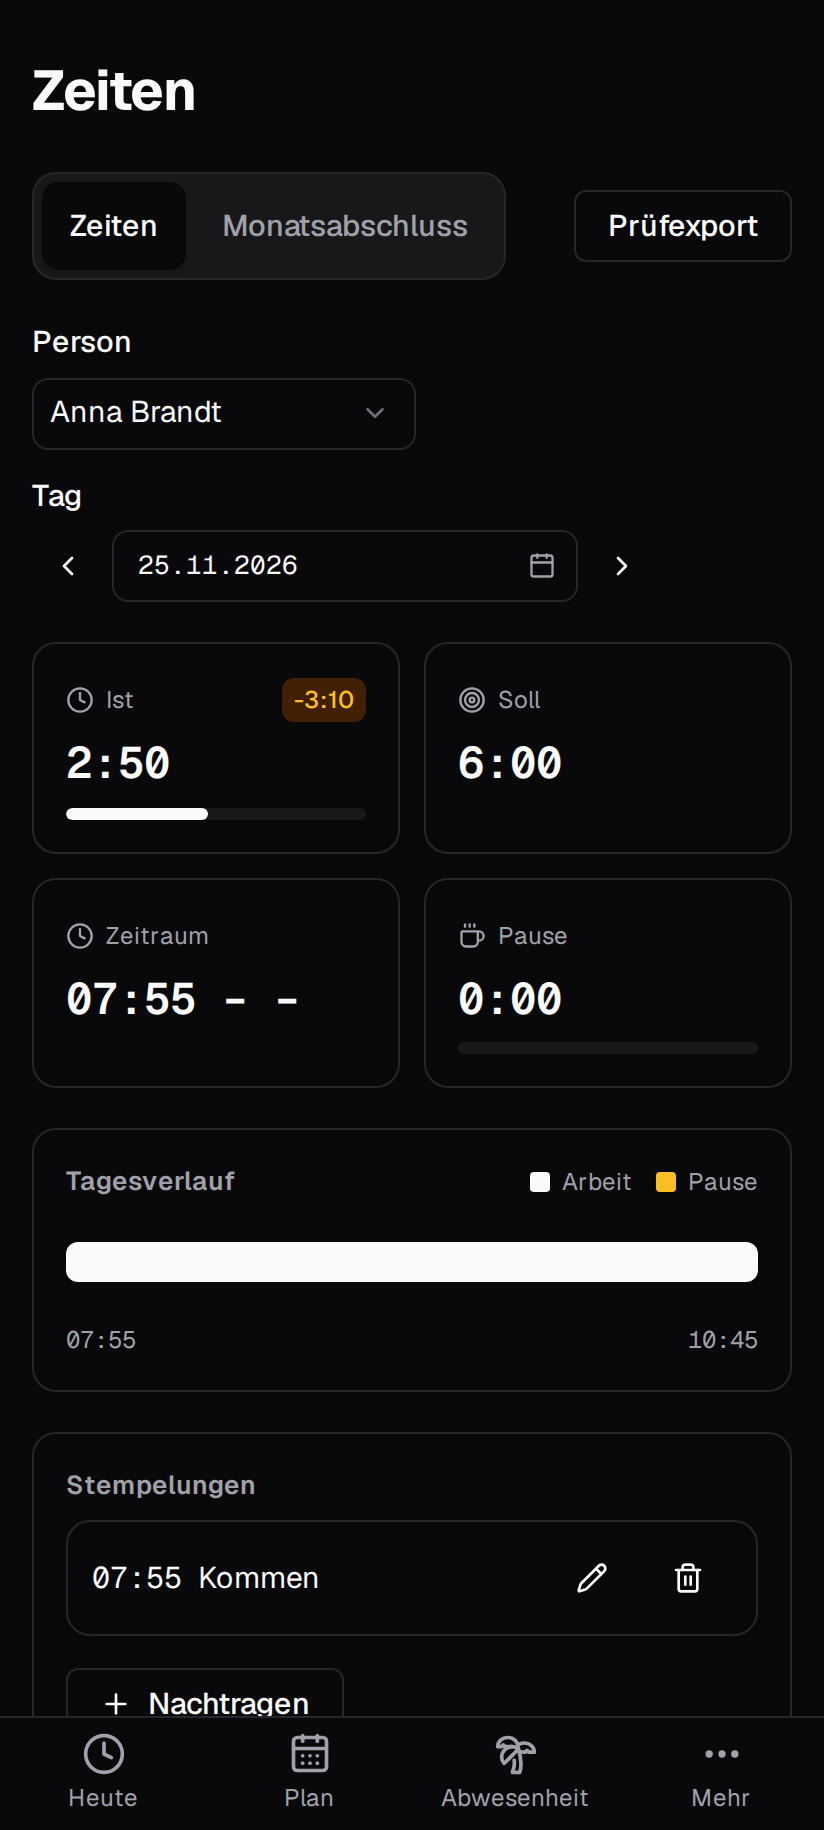 Zeiten
Zeiten Monatsabschluss Prüfexport
Person
Anna Brandt
Tag
25.11.2026
Ist -3:10
2:50
Soll
6:00
Zeitraum
07:55 - -
Pause
0:00
Tagesverlauf Arbeit Pause
07:55 10:45
Stempelungen
07:55 Kommen
Nachtragen
Heute Plan Abwesenheit Mehr